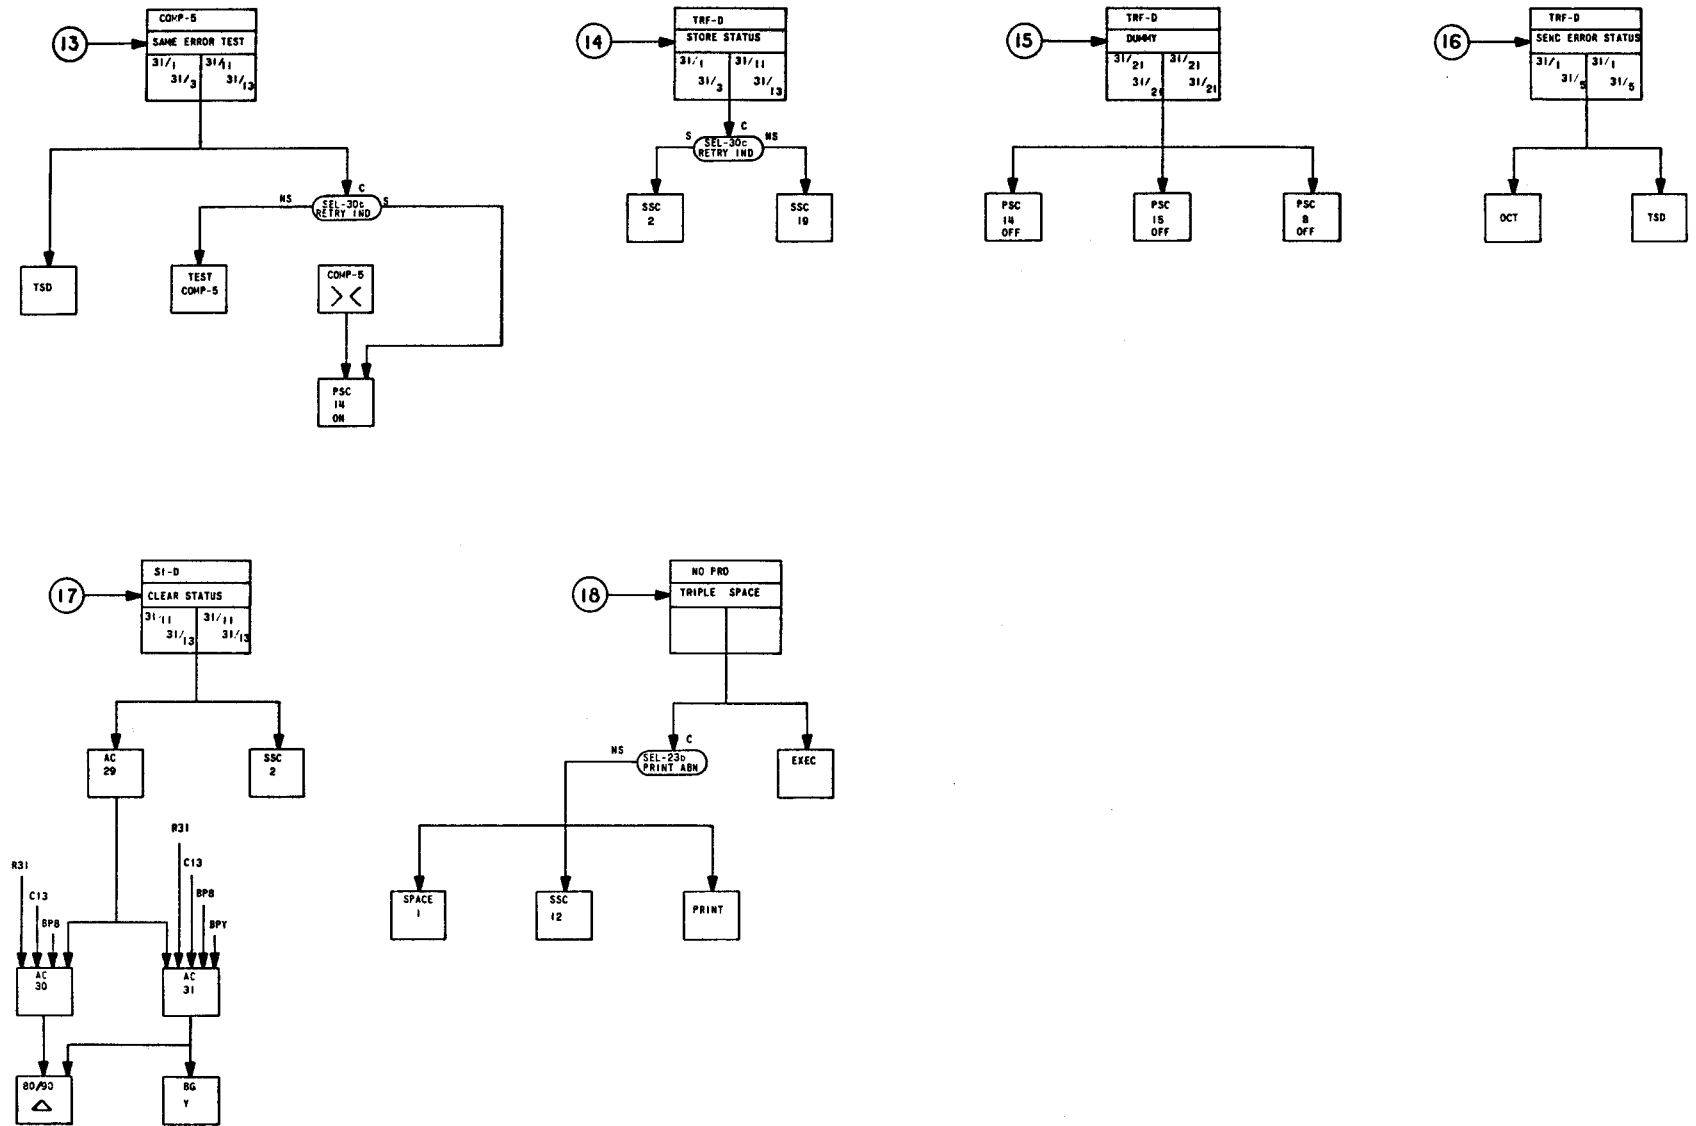 13
COMP-5
SAME ERROR TEST
31/1 31/11
31/3 31/13
C
NS
SEL-30c
RETRY IND
S
TSD
TEST
COMP-5
COMP-5
><
PSC
14
ON
14
TRF-D
STORE STATUS
31/1 31/11
31/3 31/13
C
S
SEL-30c
RETRY IND
NS
SSC
2
SSC
19
15
TRF-D
DUMMY
31/21 31/21
31/21 31/21
PSC
14
OFF
PSC
15
OFF
PSC
8
OFF
16
TRF-D
SENC ERROR STATUS
31/1 31/1
31/5 31/5
OCT
TSD
17
SI-D
CLEAR STATUS
31/11 31/11
31/13 31/13
AC
29
SSC
2
R31
C13
BP8
R31
C13
BP8
BPY
AC
30
AC
31
80/90
Δ
BG
Y
18
NO PRO
TRIPLE SPACE
C
NS
SEL-23b
PRINT ABN
EXEC
SPACE
1
SSC
12
PRINT